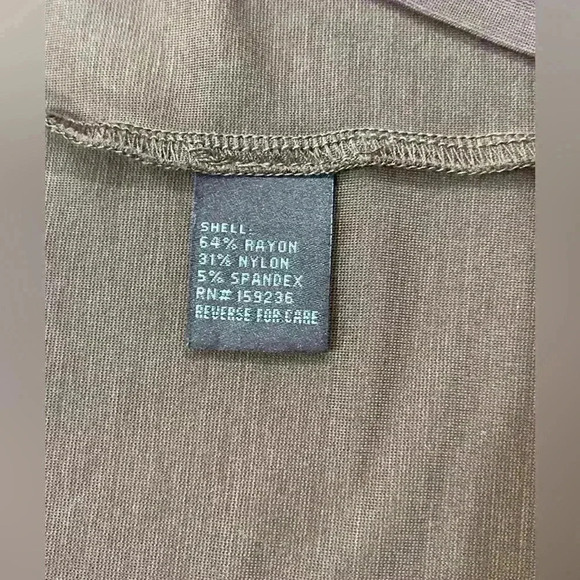 SHELL:
64% RAYON
31% NYLON
5% SPANDEX
RN# 159236
REVERSE FOR CARE